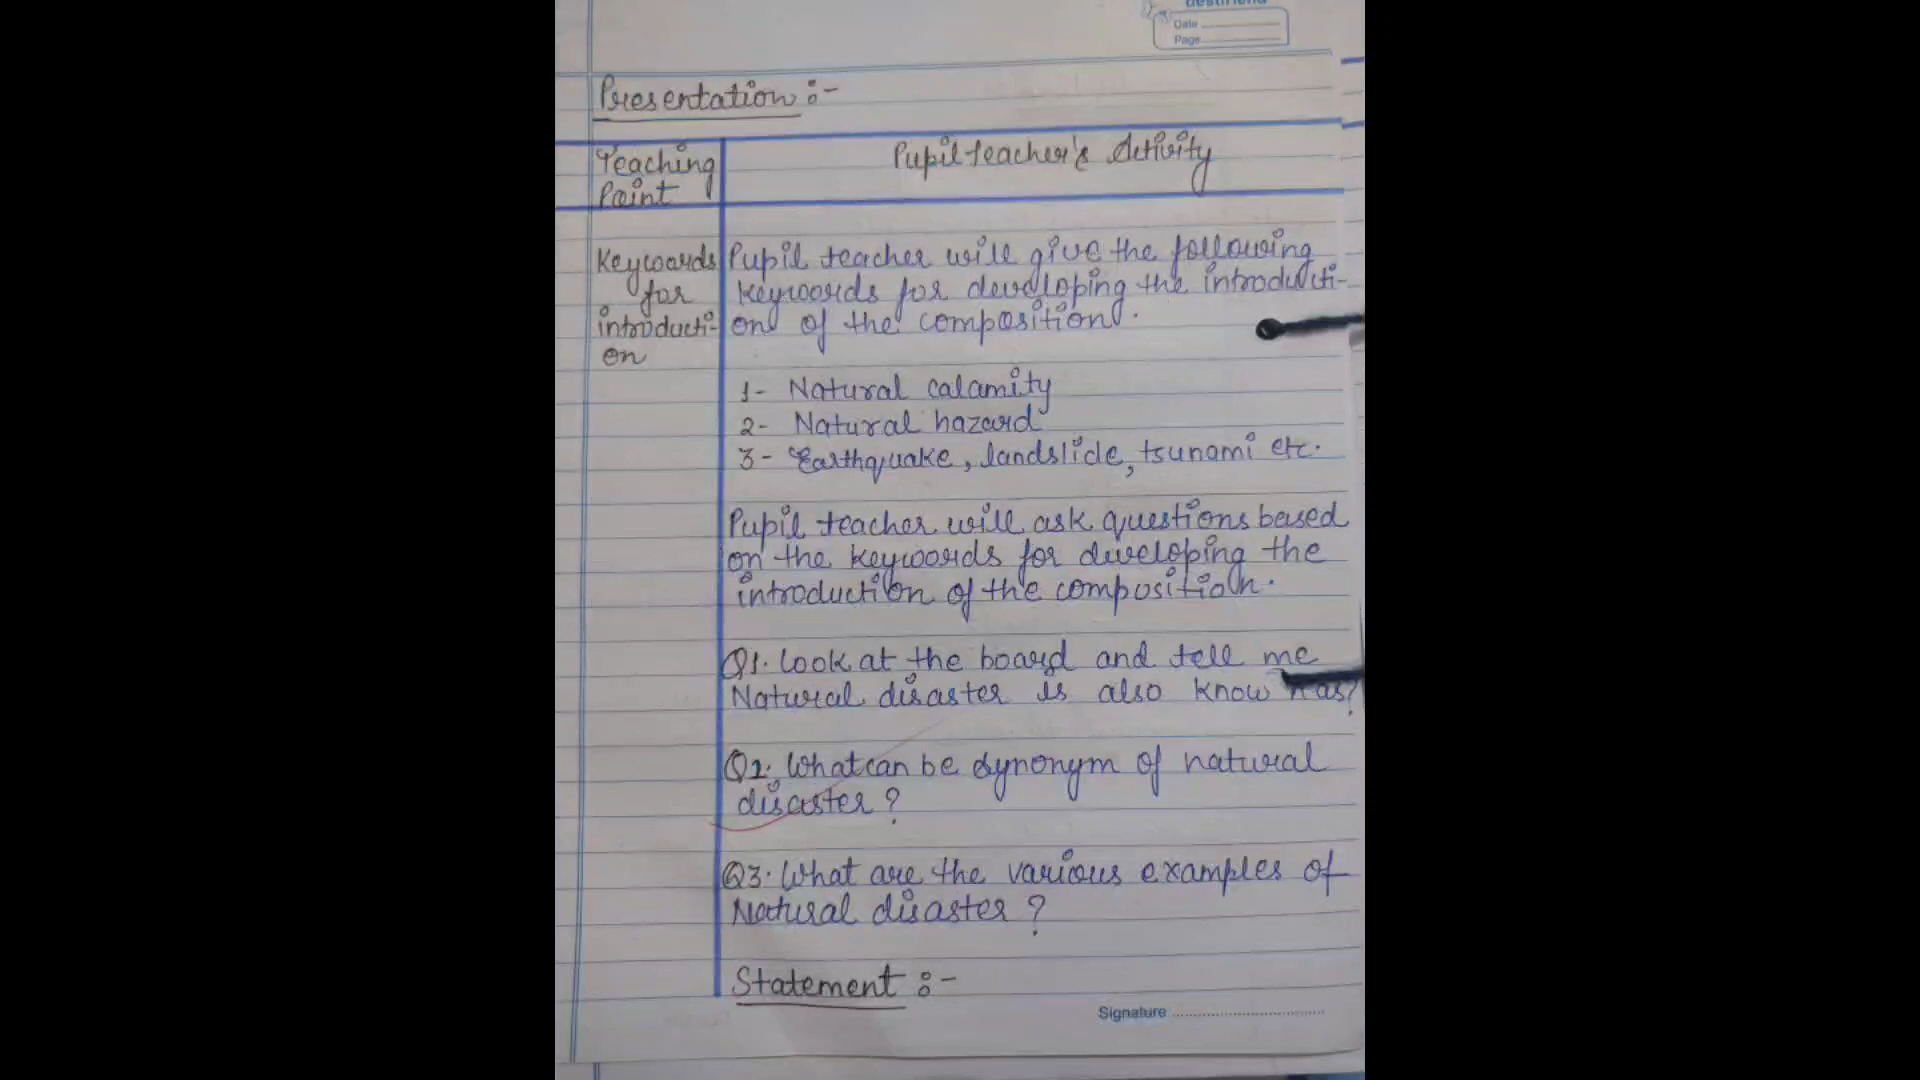 bestfriend
Date
Page
Presentation :-
Teaching Point
Pupil teacher's Activity
Keywords
for
introducti-
on
Pupil teacher will give the following
keywords for developing the introducti-
on of the composition.
1- Natural calamity
2- Natural hazard
3- Earthquake, landslide, tsunami etc.
Pupil teacher will ask questions based
on the keywords for developing the
introduction of the composition.
Q1. Look at the board and tell me
Natural disaster is also know as?
Q2. What can be synonym of natural
disaster?
Q3. What are the various examples of
Natural disaster?
Statement :-
Signature